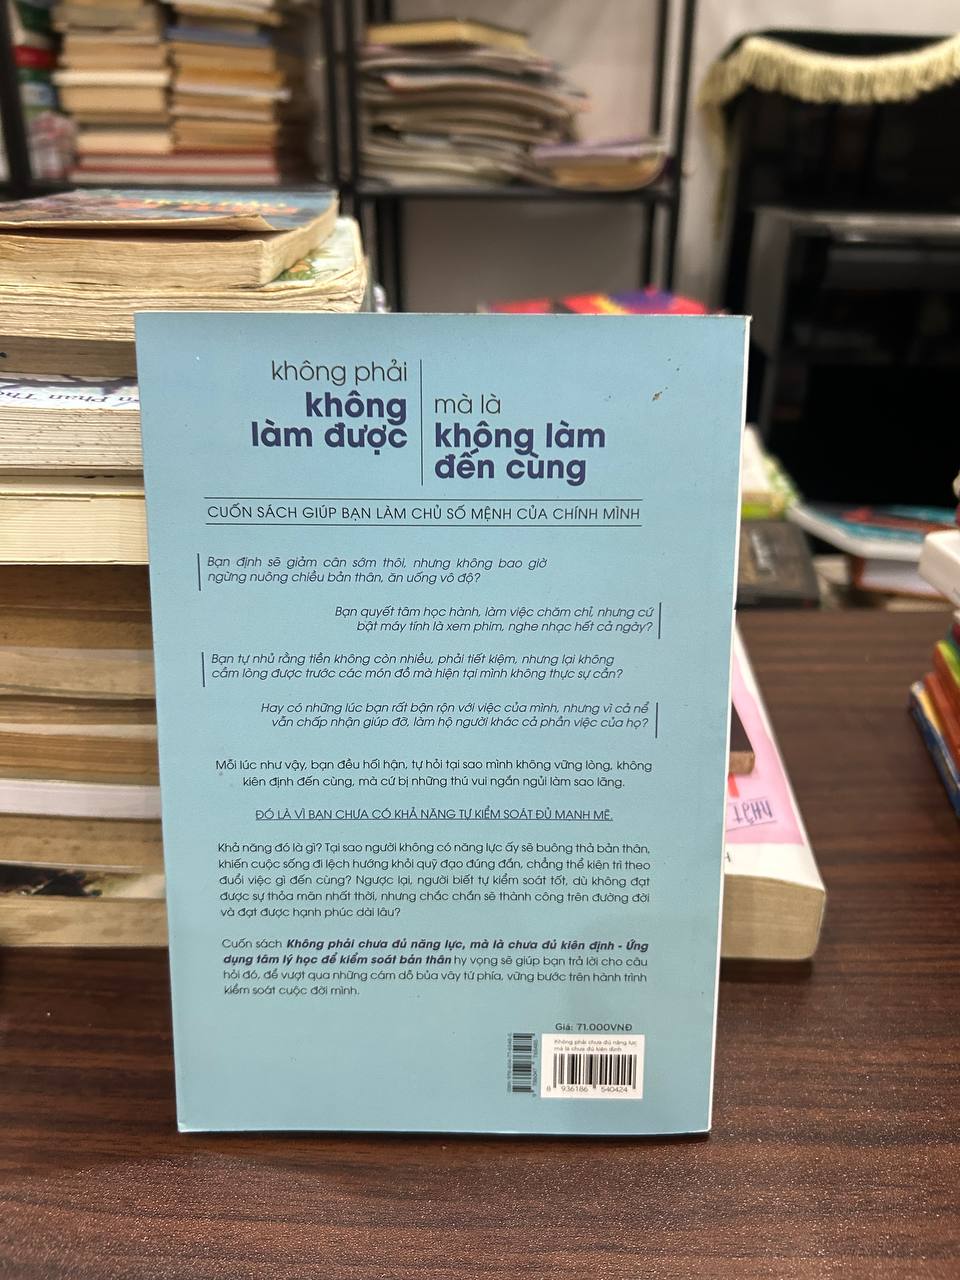 không phải
không
làm được
mà là
không làm
đến cùng
CUỐN SÁCH GIÚP BẠN LÀM CHỦ SỐ MỆNH CỦA CHÍNH MÌNH
Bạn định sẽ giảm cân sớm thôi, nhưng không bao giờ
ngừng nuông chiều bản thân, ăn uống vô độ?
Bạn quyết tâm học hành, làm việc chăm chỉ, nhưng cứ
bật máy tính là xem phim, nghe nhạc hết cả ngày?
Bạn tự nhủ rằng tiền không còn nhiều, phải tiết kiệm, nhưng lại không
cầm lòng được trước các món đồ mà hiện tại mình không thực sự cần?
Hay có những lúc bạn rất bận rộn với việc của mình, nhưng vì cả nể
vẫn chấp nhận giúp đỡ, làm hộ người khác cả phần việc của họ?
Mỗi lúc như vậy, bạn đều hối hận, tự hỏi tại sao mình không vững lòng, không
kiên định đến cùng, mà cứ bị những thú vui ngắn ngủi làm sao lãng.
ĐÓ LÀ VÌ BẠN CHƯA CÓ KHẢ NĂNG TỰ KIỂM SOÁT ĐỦ MẠNH MẼ.
Khả năng đó là gì? Tại sao người không có năng lực ấy sẽ buông thả bản thân,
khiến cuộc sống đi lệch hướng khỏi quỹ đạo đúng đắn, chẳng thể kiên trì theo
đuổi việc gì đến cùng? Ngược lại, người biết tự kiểm soát tốt, dù không đạt
được sự thỏa mãn nhất thời, nhưng chắc chắn sẽ thành công trên đường đời
và đạt được hạnh phúc dài lâu?
Cuốn sách Không phải chưa đủ năng lực, mà là chưa đủ kiên định - Ứng
dụng tâm lý học để kiểm soát bản thân hy vọng sẽ giúp bạn trả lời cho câu
hỏi đó, để vượt qua những cám dỗ bủa vây tứ phía, vững bước trên hành trình
kiểm soát cuộc đời mình.
Giá: 71.000VNĐ
Không phải chưa đủ năng lực
mà là chưa đủ kiên định
8 936186 540424
NHẬT